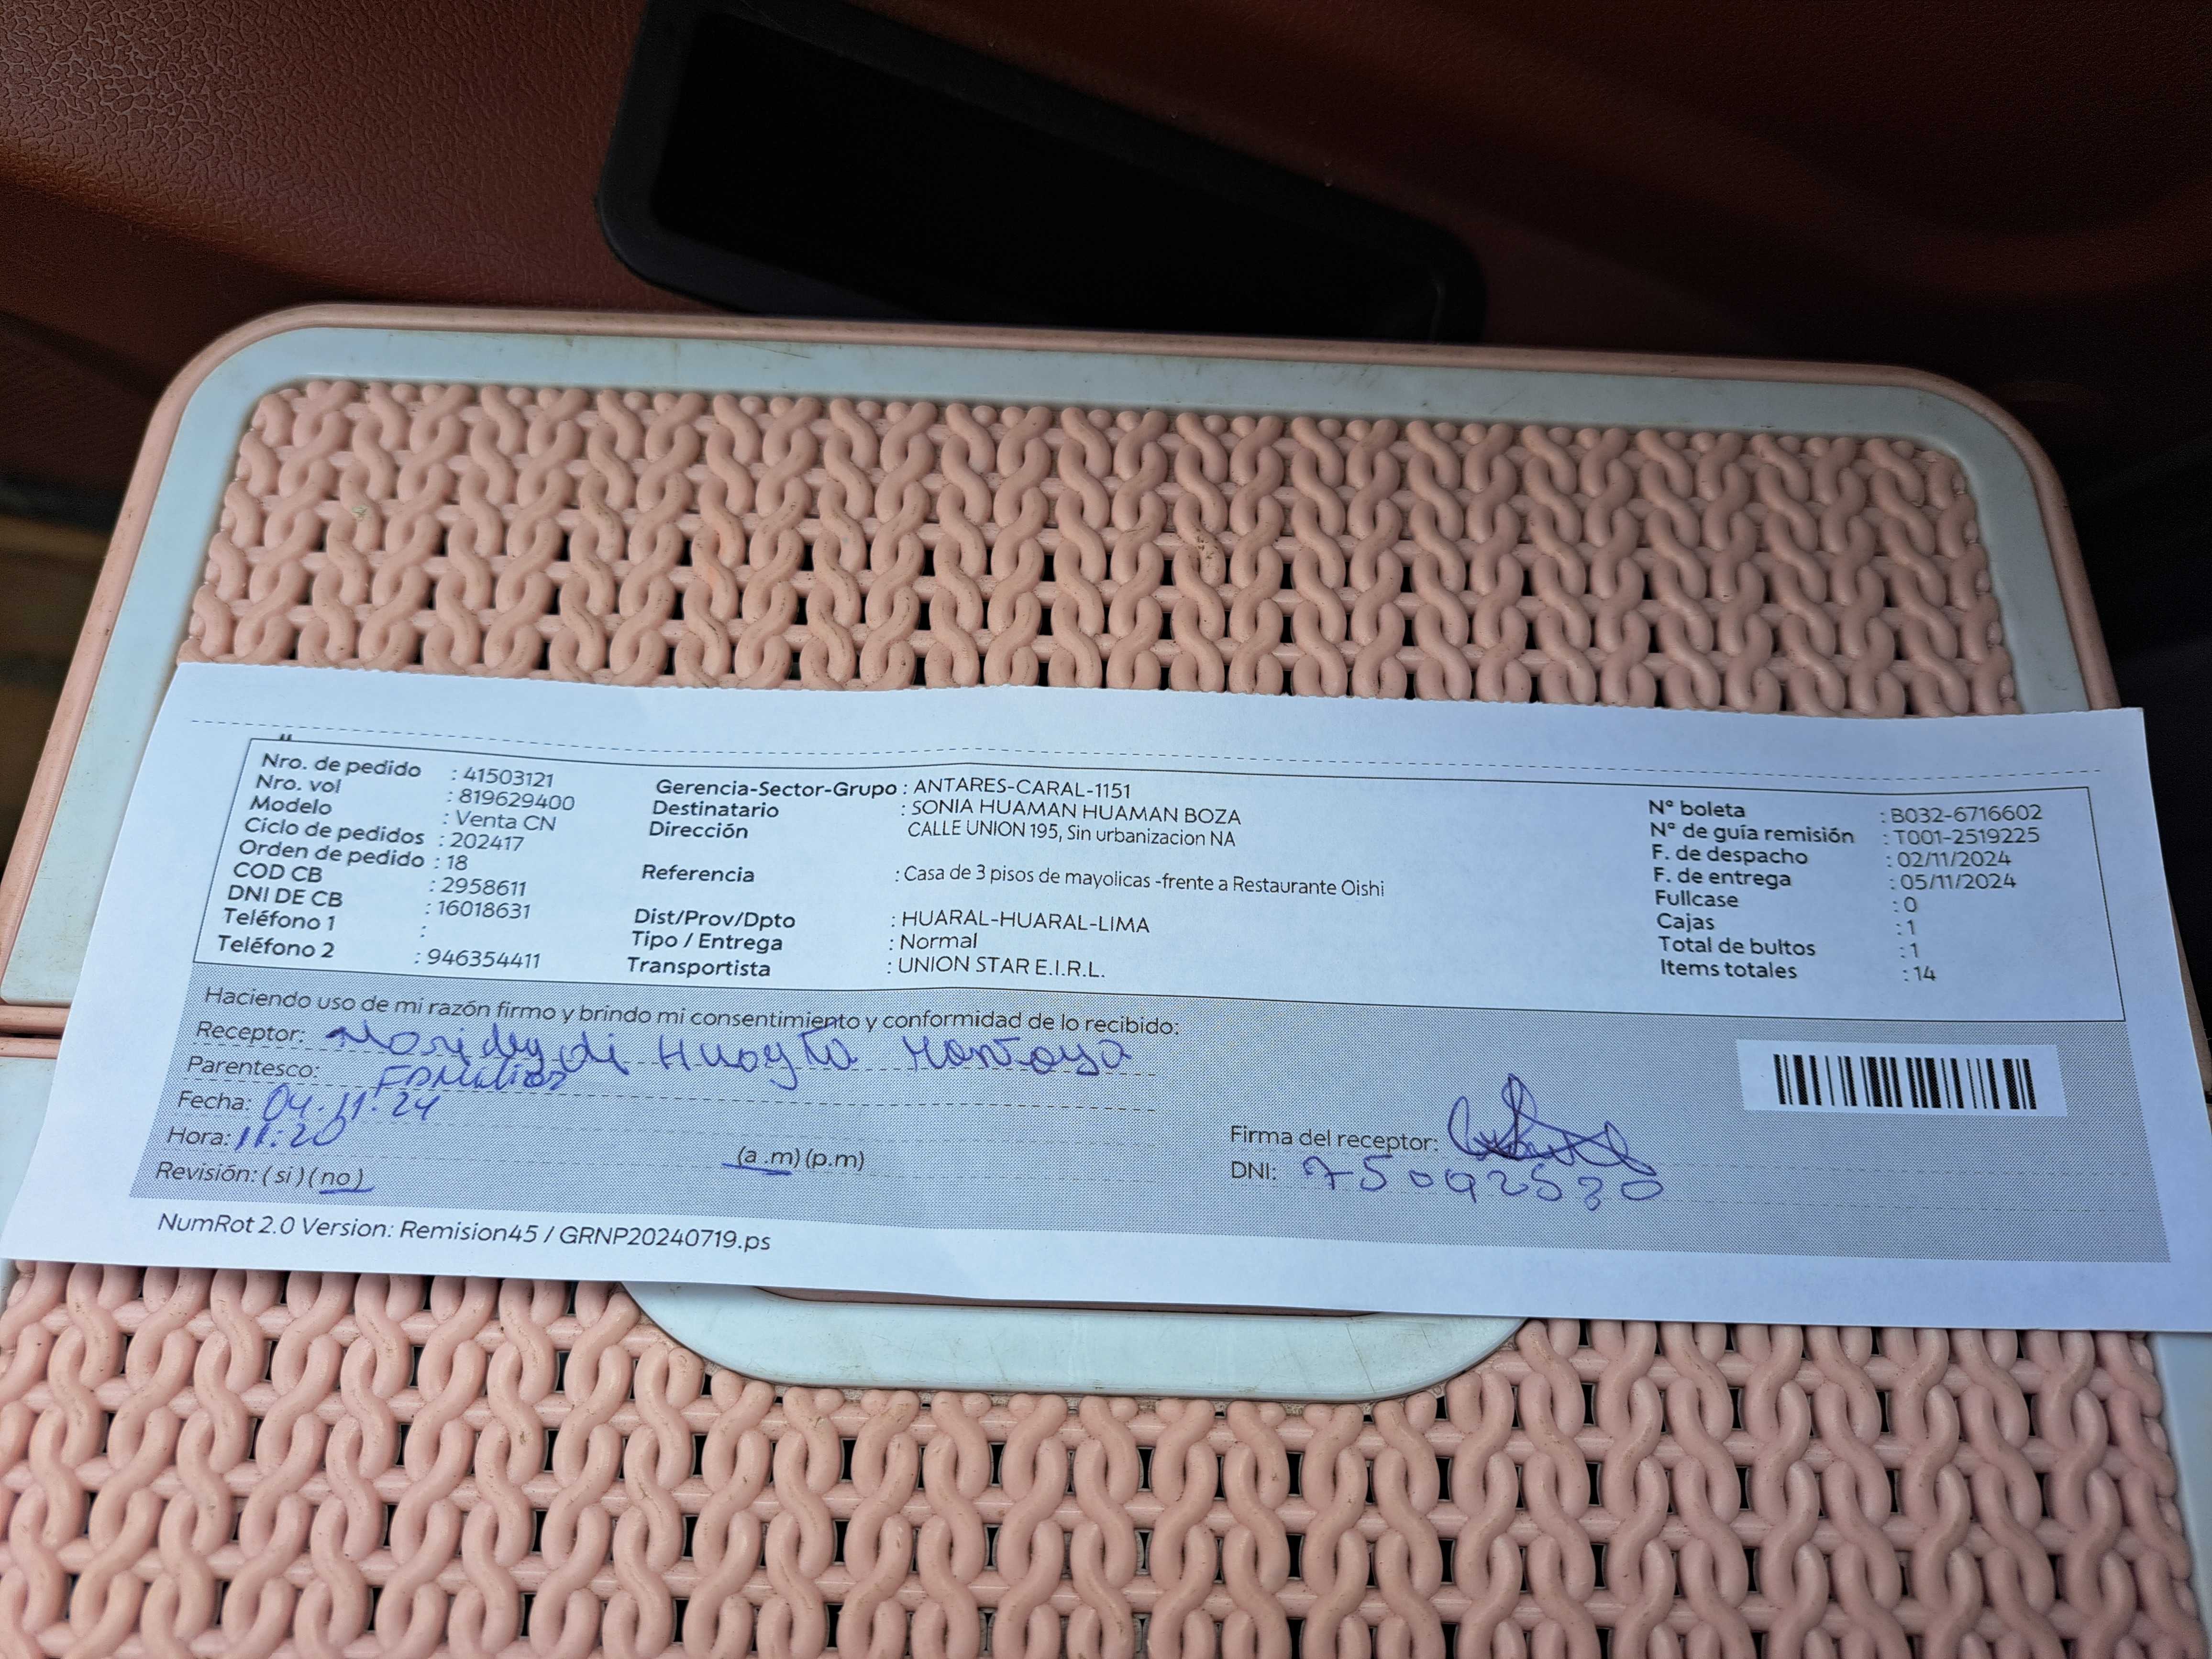 Nro. de pedido : 41503121
Nro. vol : 819629400
Modelo : Venta CN
Ciclo de pedidos : 202417
Orden de pedido : 18
COD CB : 2958611
DNI DE CB : 16018631
Teléfono 1 :
Teléfono 2 : 946354411
Gerencia-Sector-Grupo : ANTARES-CARAL-1151
Destinatario : SONIA HUAMAN HUAMAN BOZA
Dirección CALLE UNION 195, Sin urbanizacion NA
Referencia : Casa de 3 pisos de mayolicas -frente a Restaurante Oishi
Dist/Prov/Dpto : HUARAL-HUARAL-LIMA
Tipo / Entrega : Normal
Transportista : UNION STAR E.I.R.L.
N° boleta : B032-6716602
N° de guía remisión : T001-2519225
F. de despacho : 02/11/2024
F. de entrega : 05/11/2024
Fullcase : 0
Cajas : 1
Total de bultos : 1
Items totales : 14
Haciendo uso de mi razón firmo y brindo mi consentimiento y conformidad de lo recibido:
Receptor: Huayta Montoya
Parentesco: Familiar
Fecha: 04.11.24
Hora: 11:20 (a .m) (p.m)
Revisión: ( si ) ( no )
Firma del receptor:
DNI: 75092530
NumRot 2.0 Version: Remision45 / GRNP20240719.ps